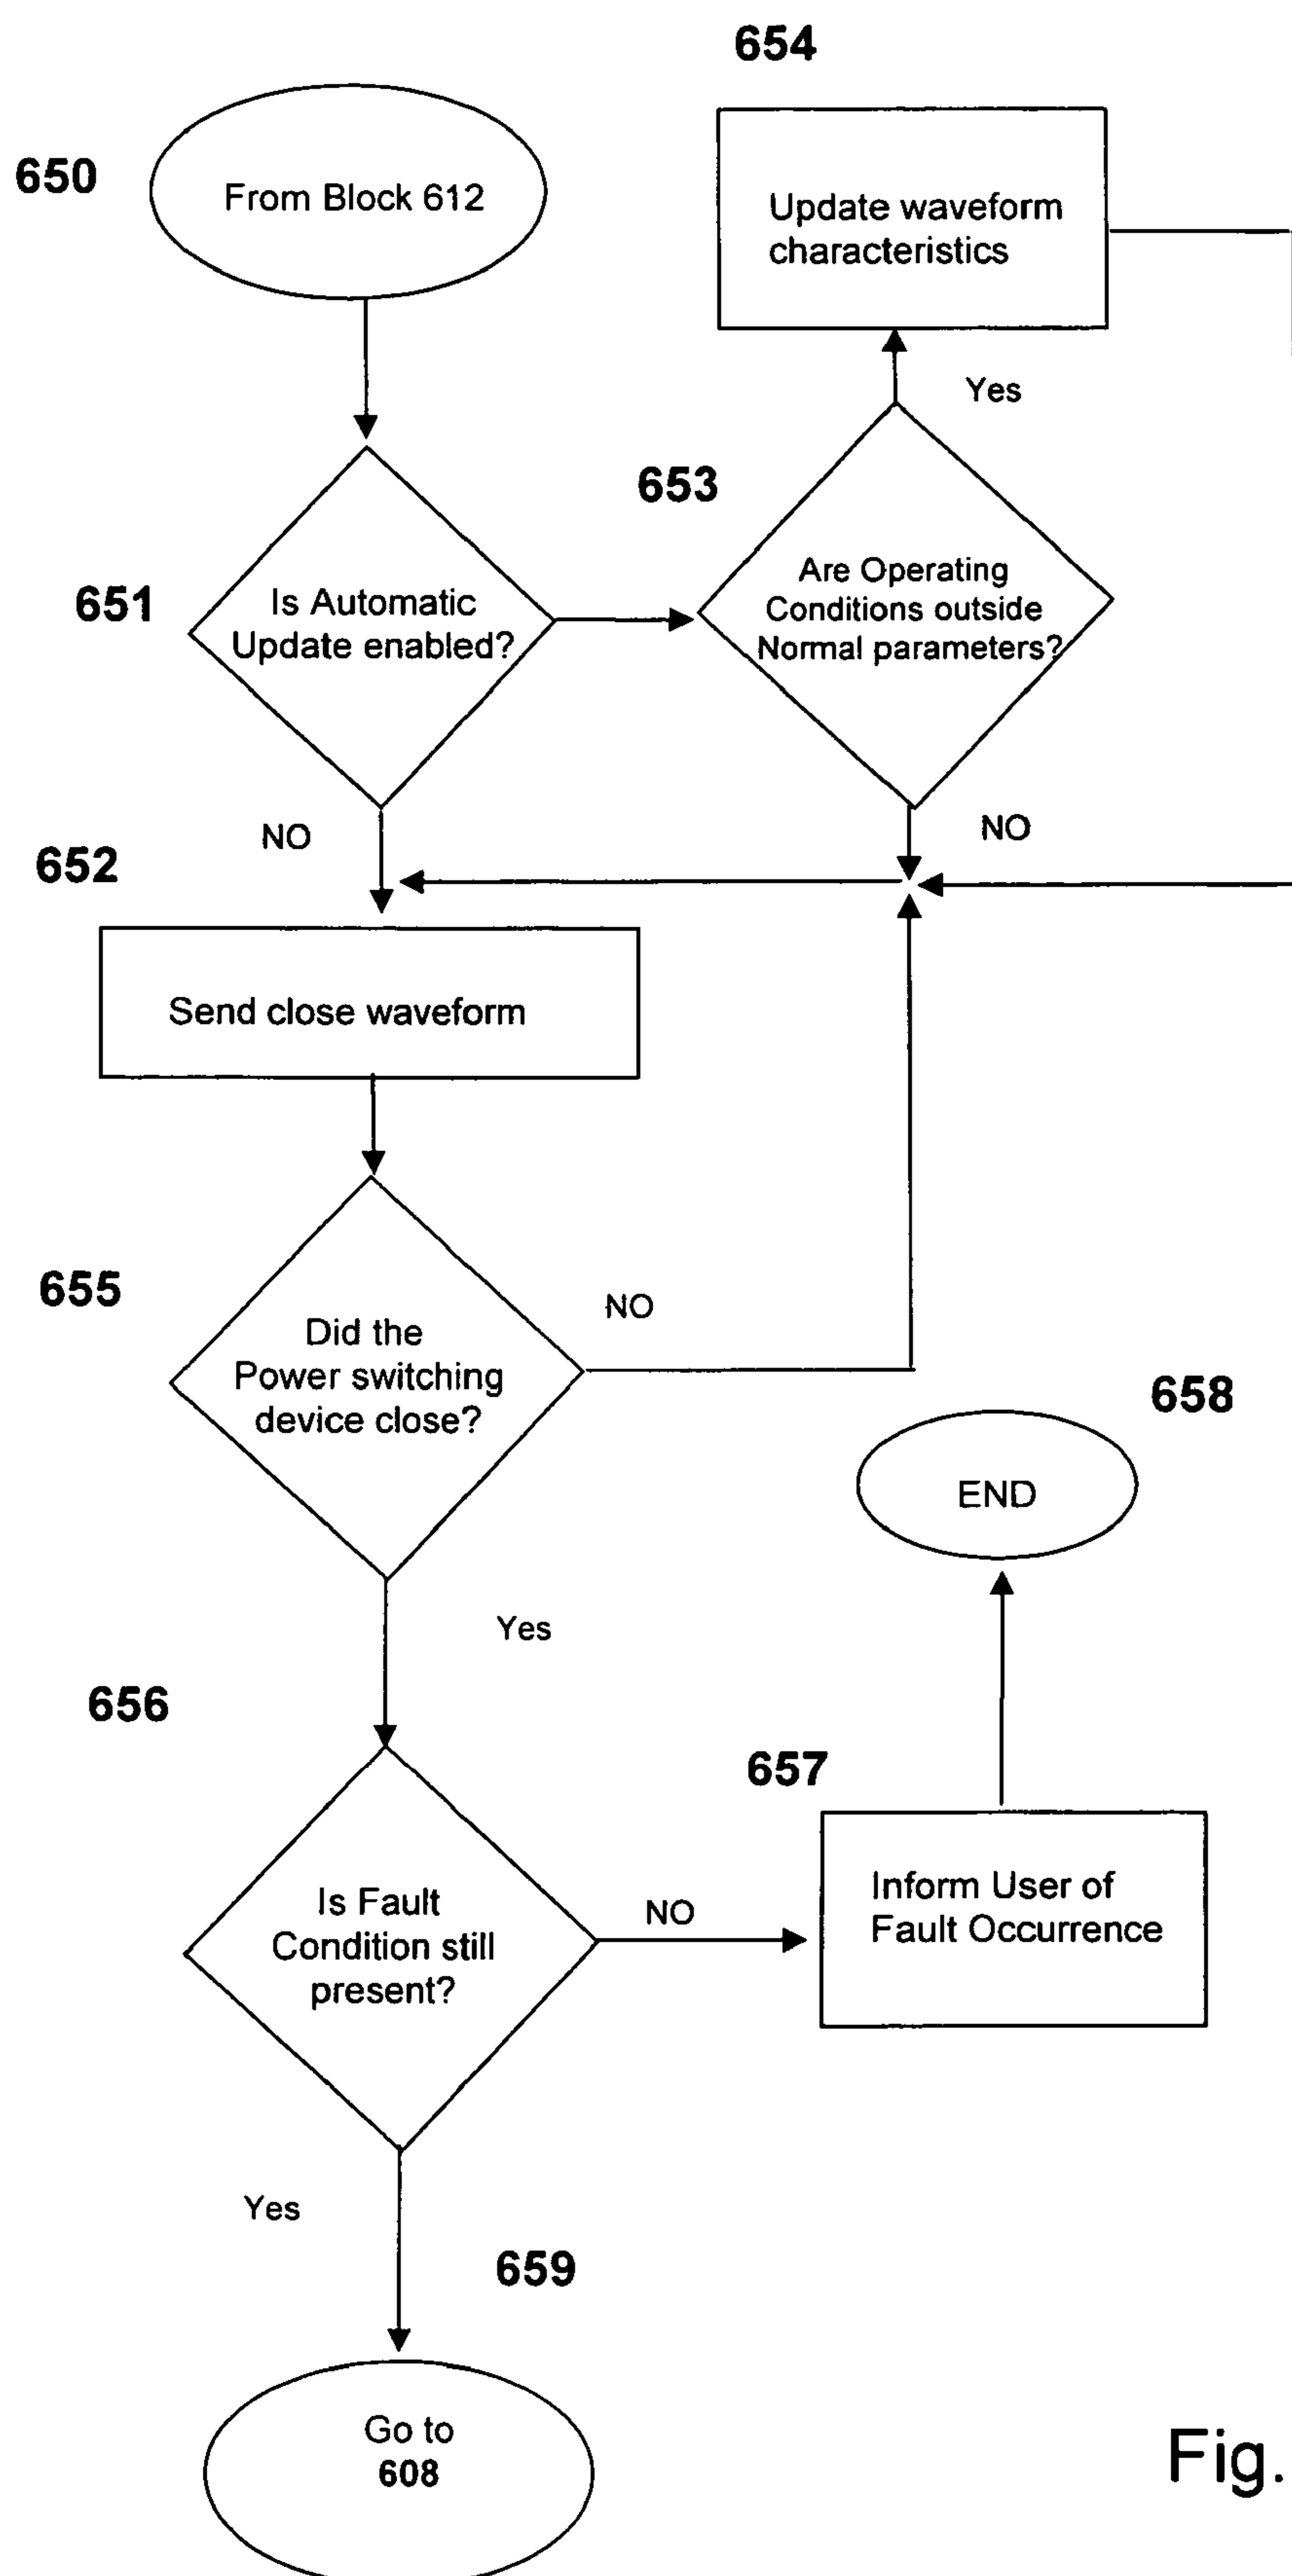 654
650
From Block 612
Update waveform
characteristics
Yes
653
651
Is Automatic
Update enabled?
Are Operating
Conditions outside
Normal parameters?
NO
NO
652
Send close waveform
655
NO
Did the
Power switching
device close?
658
END
Yes
656
657
Is Fault
Condition still
present?
NO
Inform User of
Fault Occurrence
Yes
659
Go to
608
Fig.